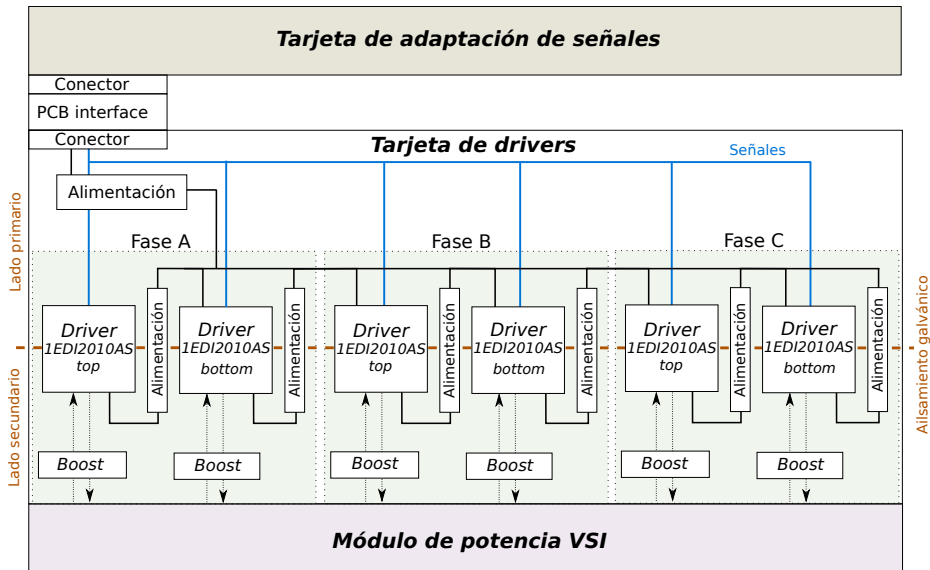 Tarjeta de adaptación de señales
Conector
PCB interface
Conector
Tarjeta de drivers
Señales
Alimentación
Lado primario
Fase A
Fase B
Fase C
Driver
1EDI2010AS
top
Alimentación
Driver
1EDI2010AS
bottom
Alimentación
Driver
1EDI2010AS
top
Alimentación
Driver
1EDI2010AS
bottom
Alimentación
Driver
1EDI2010AS
top
Alimentación
Driver
1EDI2010AS
bottom
Alimentación
Ailsamiento galvánico
Lado secundario
Boost
Boost
Boost
Boost
Boost
Boost
Módulo de potencia VSI